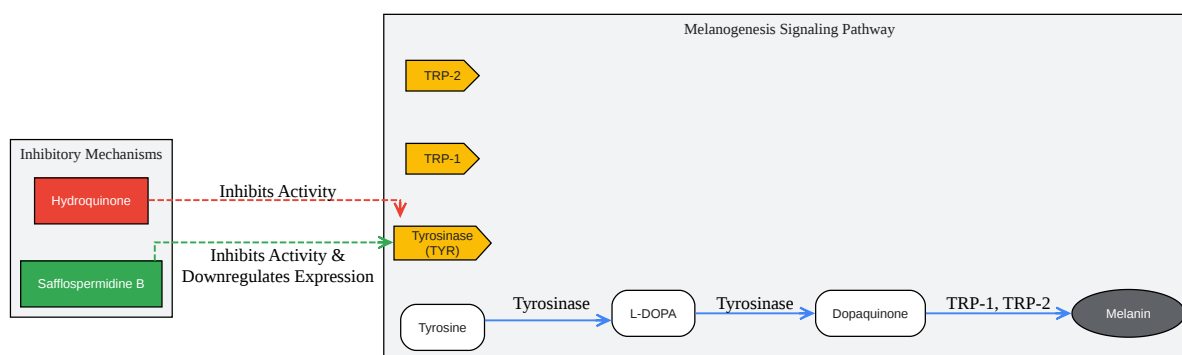 Melanogenesis Signaling Pathway
TRP-2
TRP-1
Inhibitory Mechanisms
Hydroquinone
Inhibits Activity
Tyrosinase
(TYR)
Safflospermidine B
Inhibits Activity &
Downregulates Expression
Tyrosine
Tyrosinase
L-DOPA
Tyrosinase
Dopaquinone
TRP-1, TRP-2
Melanin